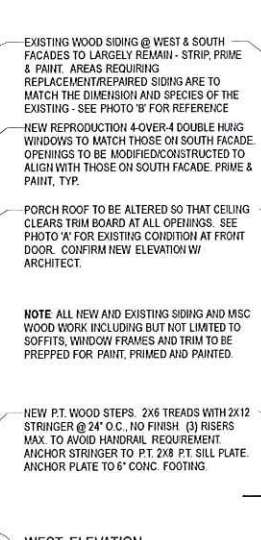 EXISTING WOOD SIDING @ WEST & SOUTH
FACADES TO LARGELY REMAIN - STRIP, PRIME
& PAINT. AREAS REQUIRING
REPLACEMENT/REPAIRED SIDING ARE TO
MATCH THE DIMENSION AND SPECIES OF THE
EXISTING - SEE PHOTO 'B' FOR REFERENCE
NEW REPRODUCTION 4-OVER-4 DOUBLE HUNG
WINDOWS TO MATCH THOSE ON SOUTH FACADE.
OPENINGS TO BE MODIFIED/CONSTRUCTED TO
ALIGN WITH THOSE ON SOUTH FACADE. PRIME &
PAINT, TYP.
PORCH ROOF TO BE ALTERED SO THAT CEILING
CLEARS TRIM BOARD AT ALL OPENINGS. SEE
PHOTO 'A' FOR EXISTING CONDITION AT FRONT
DOOR. CONFIRM NEW ELEVATION W/
ARCHITECT.
NOTE: ALL NEW AND EXISTING SIDING AND MISC
WOOD WORK INCLUDING BUT NOT LIMITED TO
SOFFITS, WINDOW FRAMES AND TRIM TO BE
PREPPED FOR PAINT, PRIMED AND PAINTED.
NEW P.T. WOOD STEPS. 2X6 TREADS WITH 2X12
STRINGER @ 24" O.C., NO FINISH. (3) RISERS
MAX. TO AVOID HANDRAIL REQUIREMENT.
ANCHOR STRINGER TO P.T. 2X8 P.T. SILL PLATE.
ANCHOR PLATE TO 6" CONC. FOOTING.
WEST ELEVATION